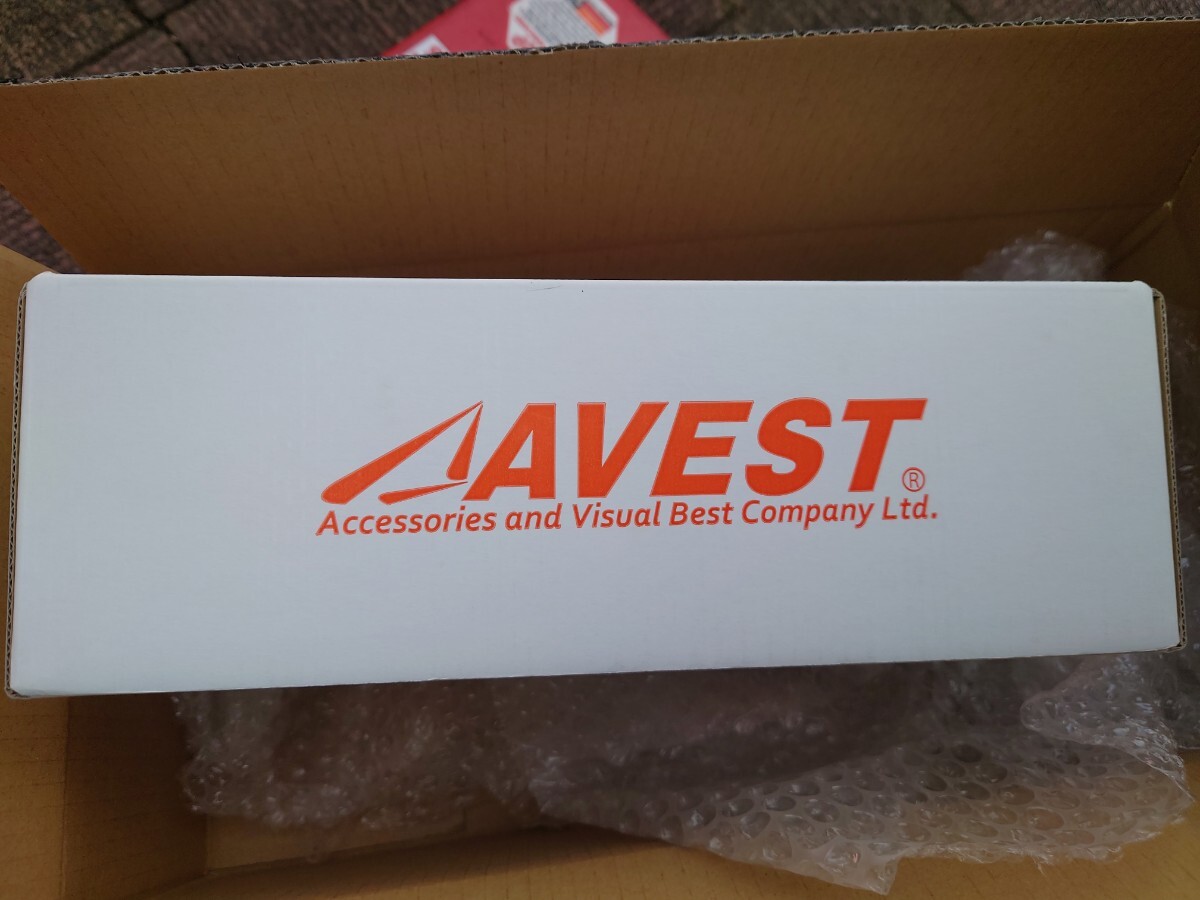 AVEST®
Accessories and Visual Best Company Ltd.